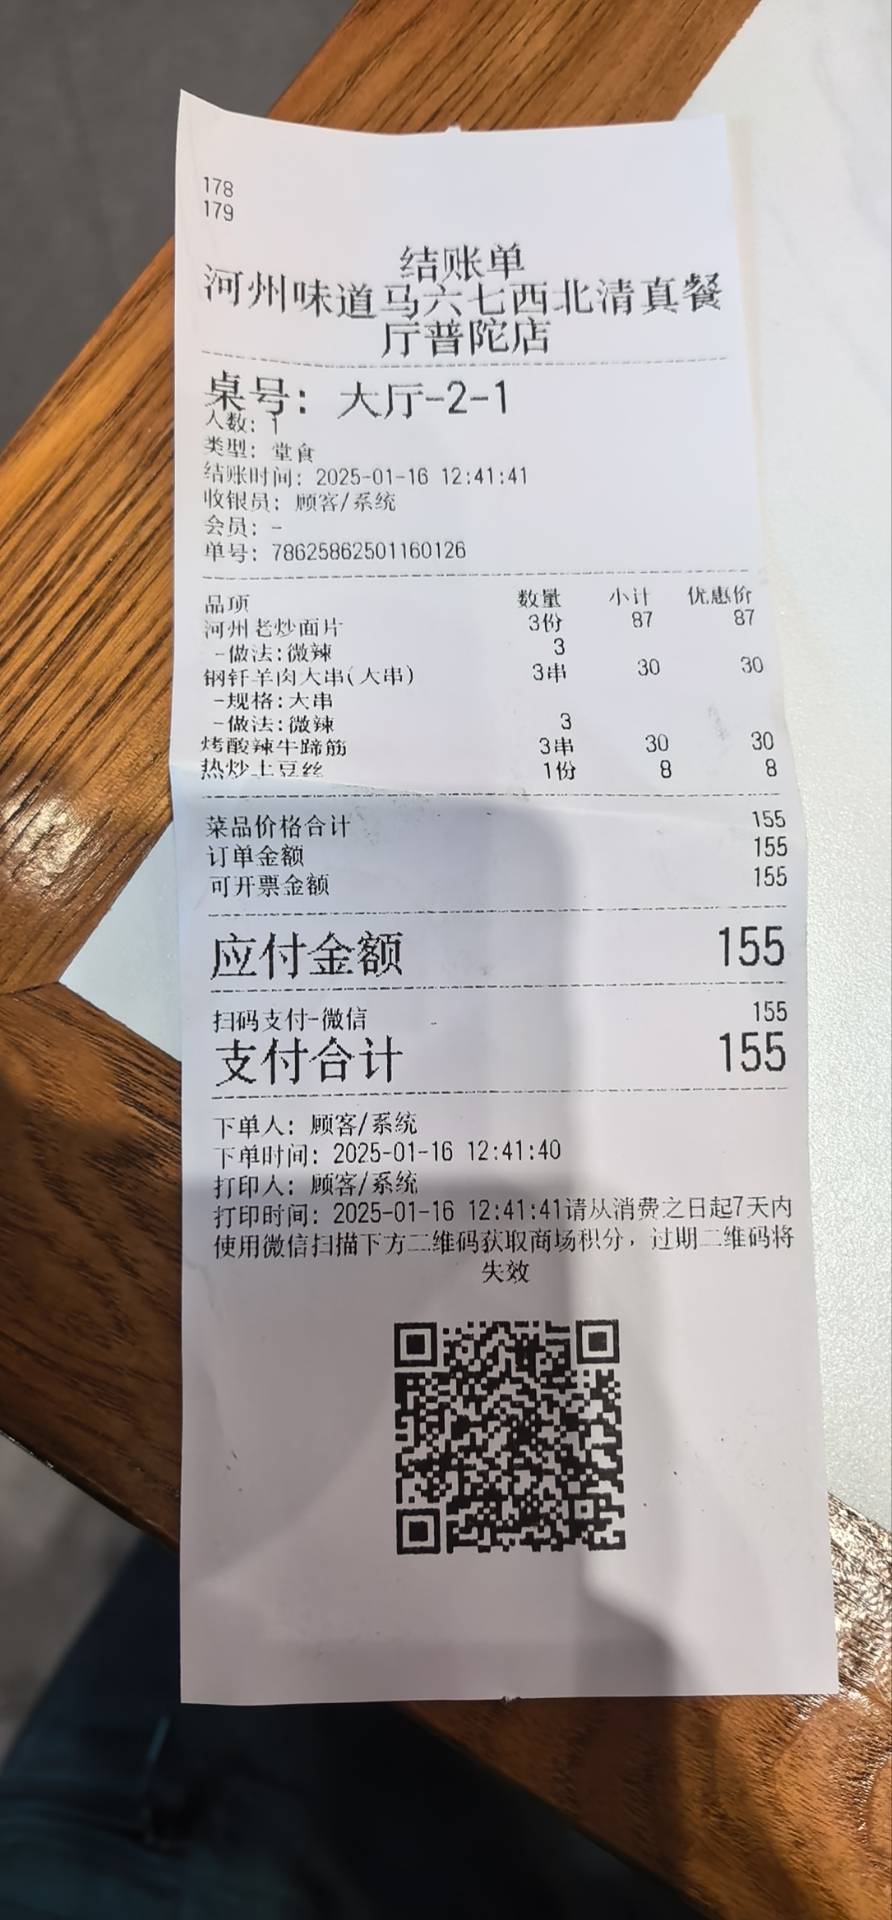 178
179
结账单
河州味道马六七西北清真餐
厅普陀店
桌号: 大厅-2-1
人数: 1
类型: 堂食
结账时间: 2025-01-16 12:41:41
收银员: 顾客/系统
会员: -
单号: 78625862501160126
品项 数量 小计 优惠价
河州老炒面片 3份 87 87
-做法:微辣 3
钢钎羊肉大串(大串) 3串 30 30
-规格:大串
-做法:微辣 3
烤酸辣牛蹄筋 3串 30 30
热炒土豆丝 1份 8 8
菜品价格合计 155
订单金额 155
可开票金额 155
应付金额 155
扫码支付-微信 155
支付合计 155
下单人: 顾客/系统
下单时间: 2025-01-16 12:41:40
打印人: 顾客/系统
打印时间: 2025-01-16 12:41:41请从消费之日起7天内
使用微信扫描下方二维码获取商场积分，过期二维码将
失效